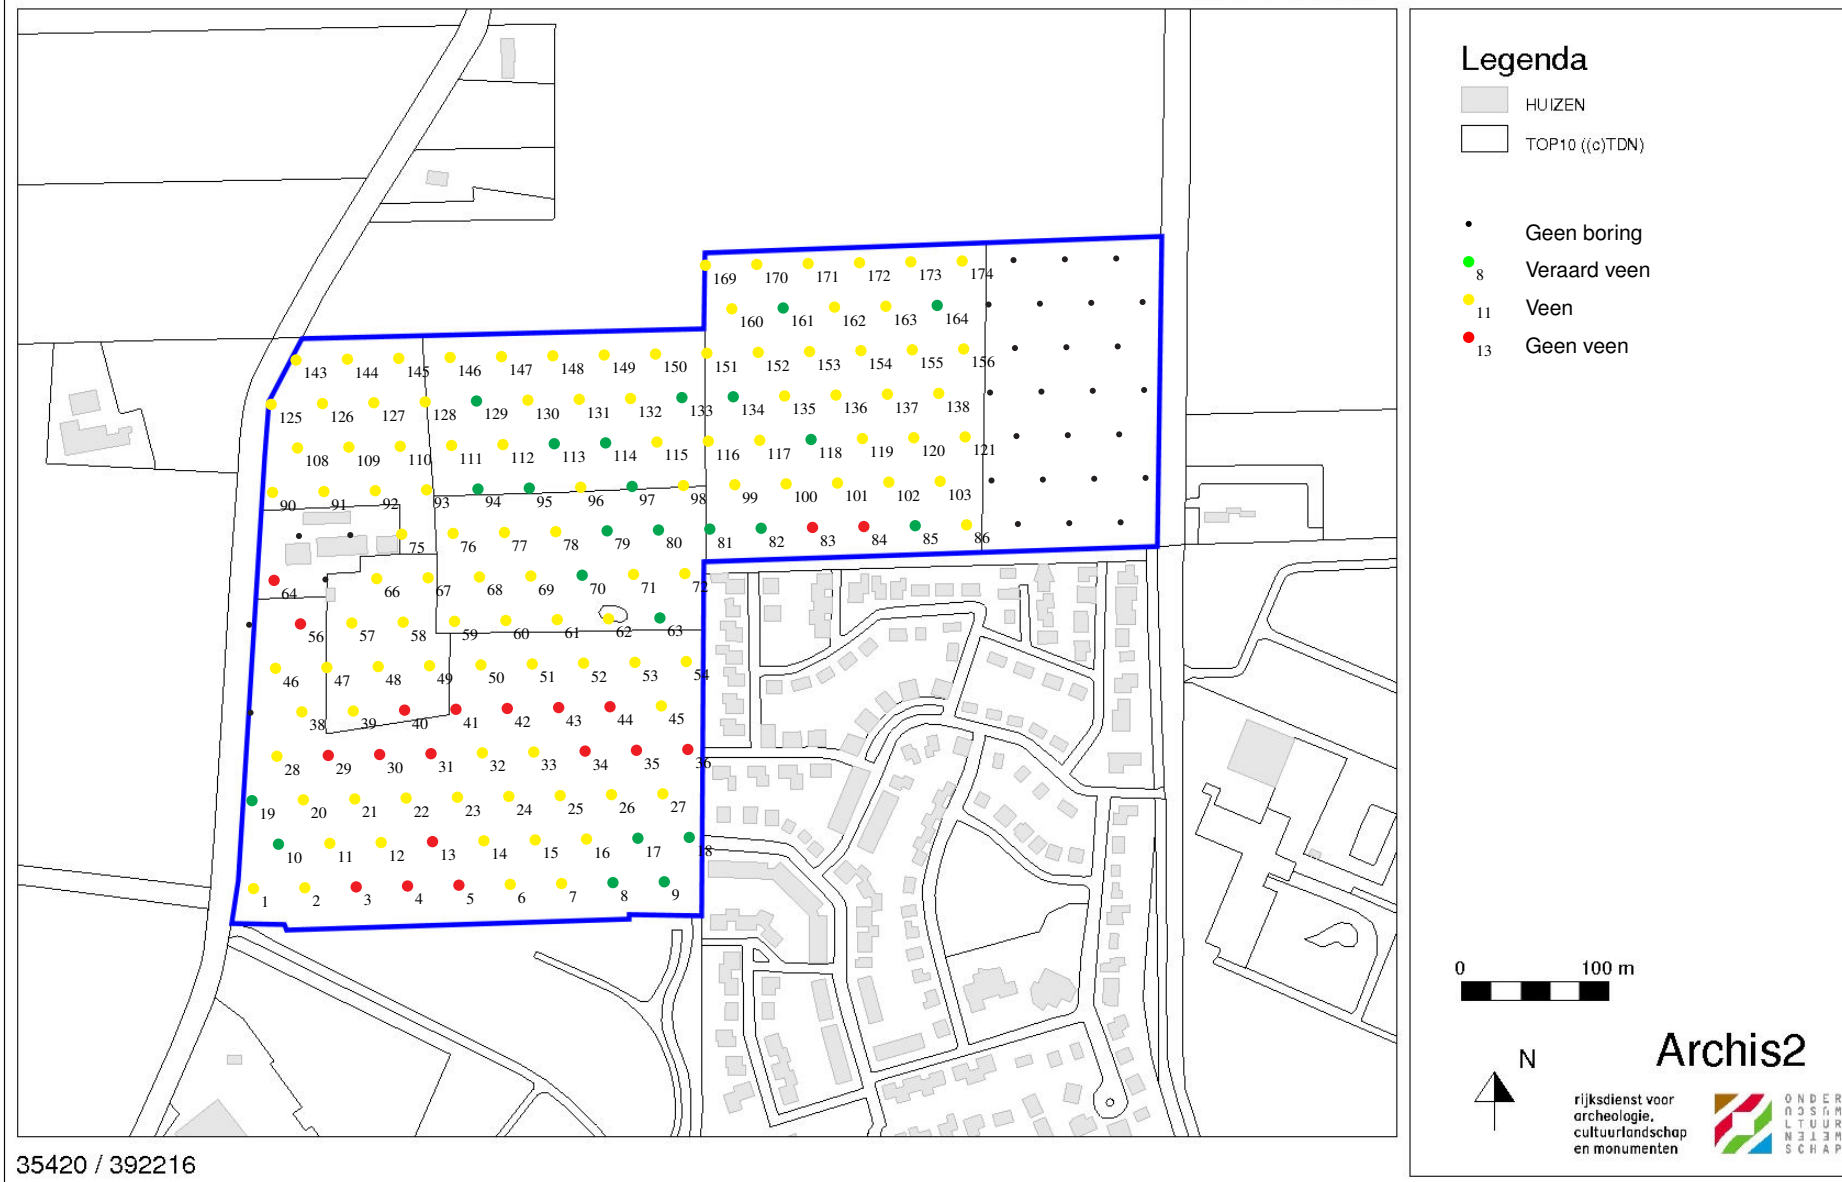 Legenda
HUIZEN
TOP10 ((c)TDN)
Geen boring
8 Veraard veen
11 Veen
13 Geen veen
169 170 171 172 173 174
160 161 162 163 164
143 144 145 146 147 148 149 150 151 152 153 154 155 156
125 126 127 128 129 130 131 132 133 134 135 136 137 138
108 109 110 111 112 113 114 115 116 117 118 119 120 121
90 91 92 93 94 95 96 97 98 99 100 101 102 103
75 76 77 78 79 80 81 82 83 84 85 86
64 66 67 68 69 70 71 72
56 57 58 59 60 61 62 63
46 47 48 49 50 51 52 53 54
38 39 40 41 42 43 44 45
28 29 30 31 32 33 34 35 36
19 20 21 22 23 24 25 26 27
10 11 12 13 14 15 16 17 18
1 2 3 4 5 6 7 8 9
0 100 m
N
Archis2
rijksdienst voor
archeologie,
cultuurlandschap
en monumenten
35420 / 392216